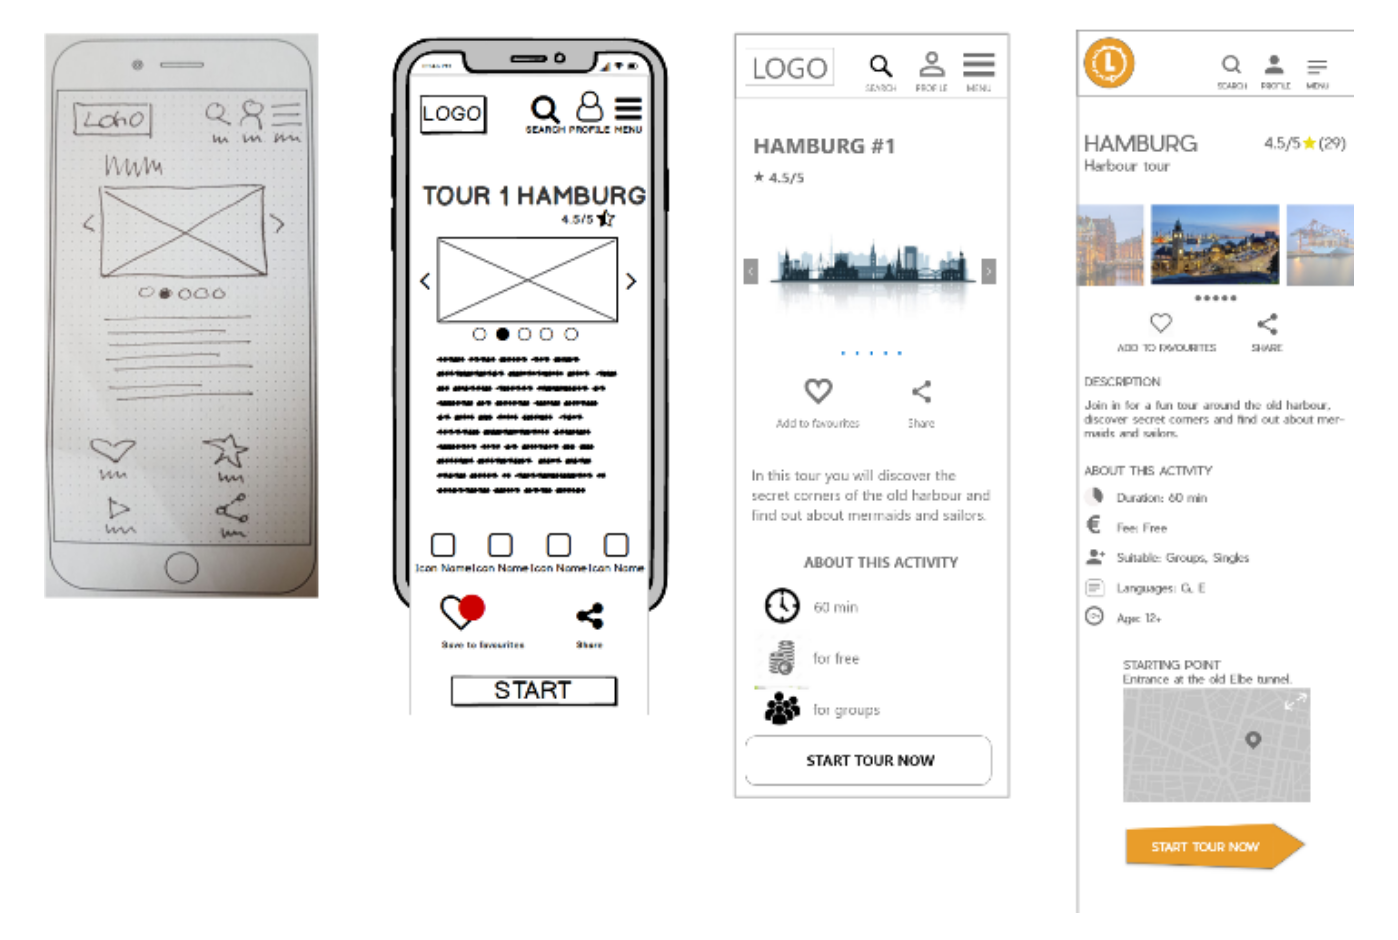 LOGO
LOGO
SEARCH PROFILE MENU
TOUR 1 HAMBURG
4.5/5
Icon Name Icon Name Icon Name Icon Name
Save to favourites
Share
START
LOGO
SEARCH PROFILE MENU
HAMBURG #1
★ 4.5/5
Add to favourites
Share
In this tour you will discover the
secret corners of the old harbour and
find out about mermaids and sailors.
ABOUT THIS ACTIVITY
60 min
for free
for groups
START TOUR NOW
L
SEARCH PROFILE MENU
HAMBURG
4.5/5 ★ (29)
Harbour tour
ADD TO FAVOURITES
SHARE
DESCRIPTION
Join in for a fun tour around the old harbour,
discover secret corners and find out about mer-
maids and sailors.
ABOUT THIS ACTIVITY
Duration: 60 min
€ Fee: Free
Suitable: Groups, Singles
Languages: G, E
Age: 12+
STARTING POINT
Entrance at the old Elbe tunnel.
START TOUR NOW